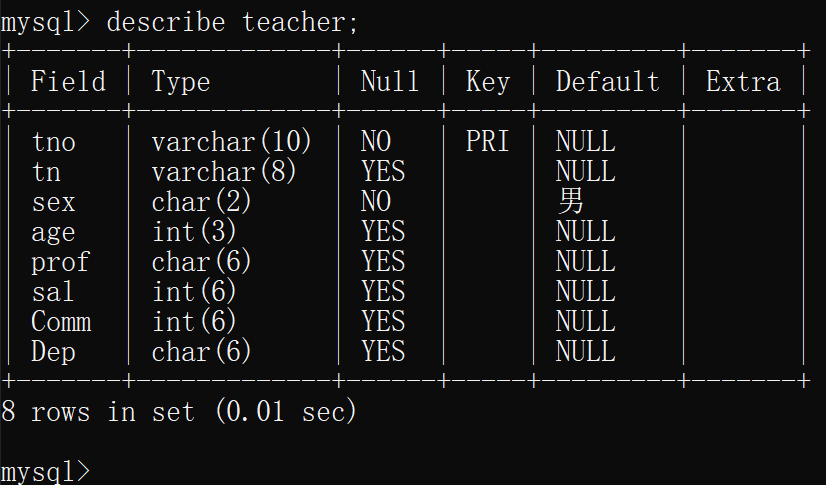 mysql> describe teacher;
+-------+-------------+------+-----+---------+-------+
| Field | Type        | Null | Key | Default | Extra |
+-------+-------------+------+-----+---------+-------+
| tno   | varchar(10) | NO   | PRI | NULL    |       |
| tn    | varchar(8)  | YES  |     | NULL    |       |
| sex   | char(2)     | NO   |     | 男      |       |
| age   | int(3)      | YES  |     | NULL    |       |
| prof  | char(6)     | YES  |     | NULL    |       |
| sal   | int(6)      | YES  |     | NULL    |       |
| Comm  | int(6)      | YES  |     | NULL    |       |
| Dep   | char(6)     | YES  |     | NULL    |       |
+-------+-------------+------+-----+---------+-------+
8 rows in set (0.01 sec)
mysql>